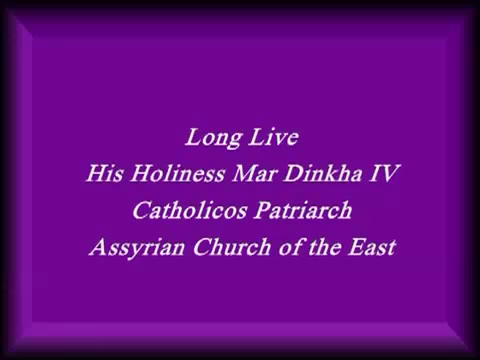 Long Live
His Holiness Mar Dinkha IV
Catholicos Patriarch
Assyrian Church of the East